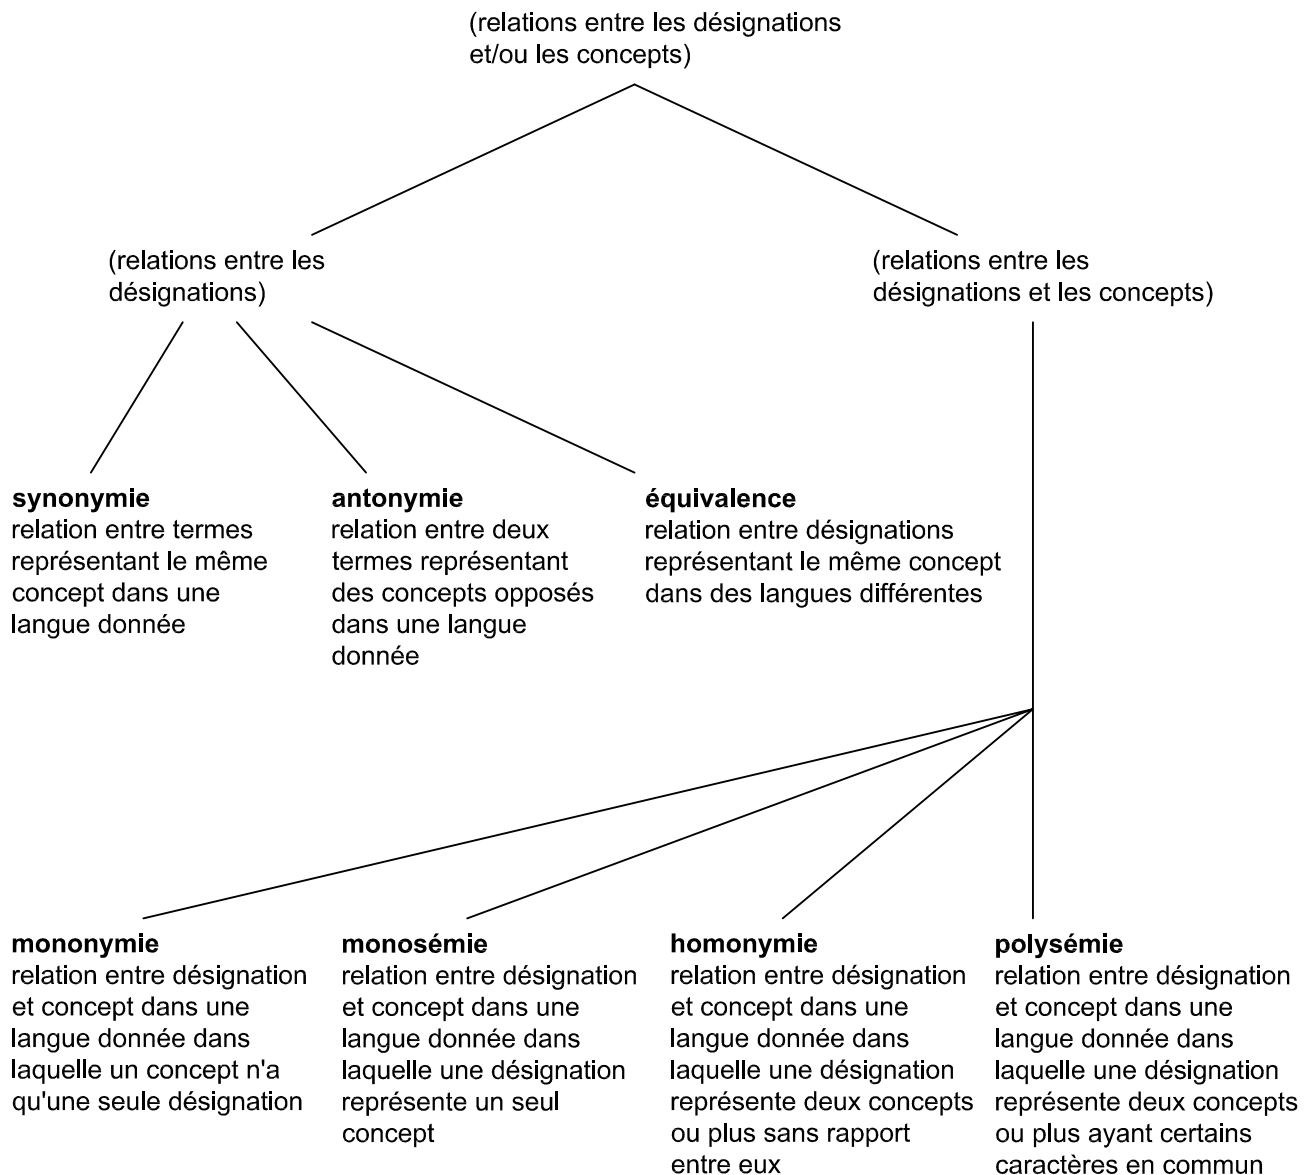 (relations entre les désignations
et/ou les concepts)
(relations entre les
désignations)
(relations entre les
désignations et les concepts)
synonymie
relation entre termes
représentant le même
concept dans une
langue donnée
antonymie
relation entre deux
termes représentant
des concepts opposés
dans une langue
donnée
équivalence
relation entre désignations
représentant le même concept
dans des langues différentes
mononymie
relation entre désignation
et concept dans une
langue donnée dans
laquelle un concept n'a
qu'une seule désignation
monosémie
relation entre désignation
et concept dans une
langue donnée dans
laquelle une désignation
représente un seul
concept
homonymie
relation entre désignation
et concept dans une
langue donnée dans
laquelle une désignation
représente deux concepts
ou plus sans rapport
entre eux
polysémie
relation entre désignation
et concept dans une
langue donnée dans
laquelle une désignation
représente deux concepts
ou plus ayant certains
caractères en commun